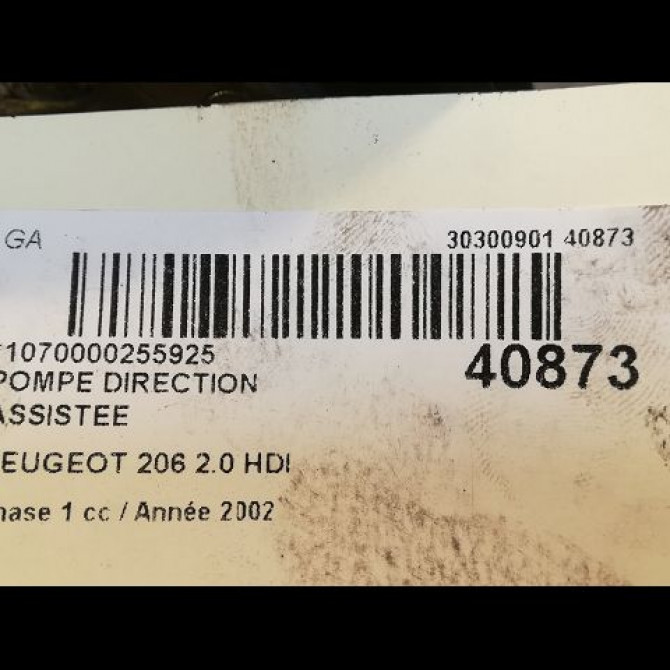 GA
30300901 40873
1070000255925
40873
POMPE DIRECTION
ASSISTEE
EUGEOT 206 2.0 HDI
hase 1 cc / Année 2002